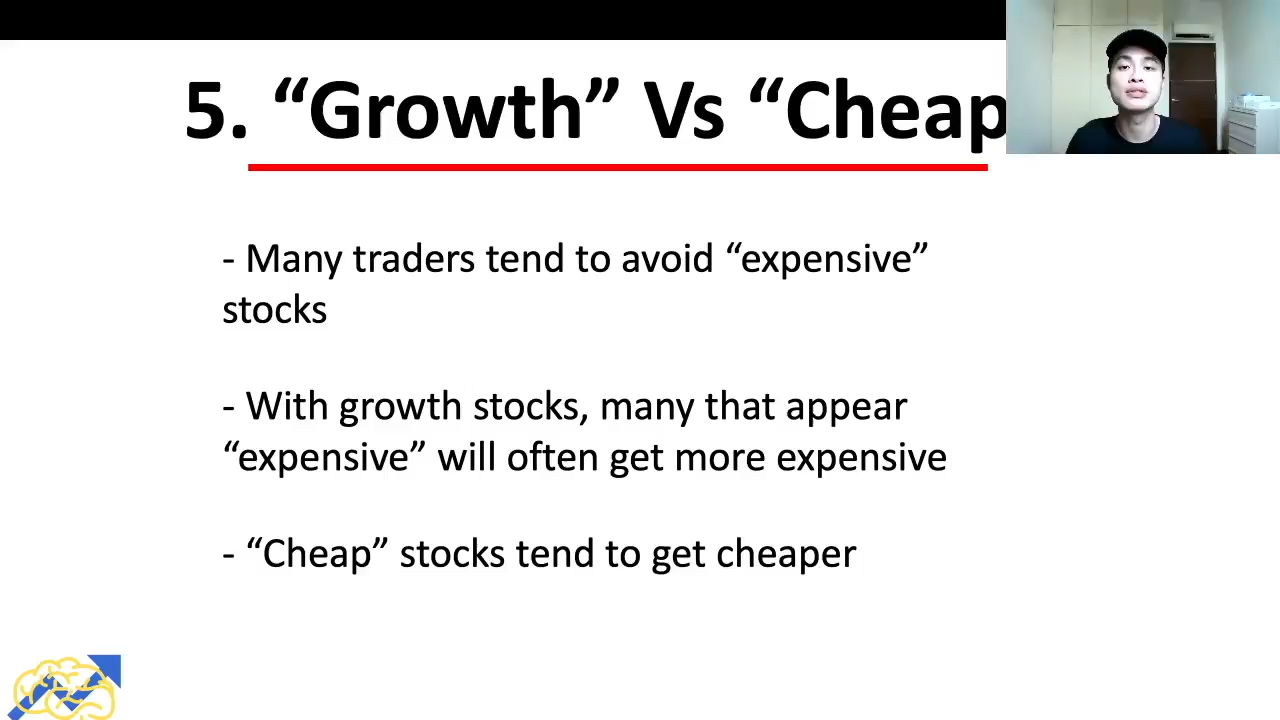 5. “Growth” Vs “Cheap
- Many traders tend to avoid “expensive”
stocks
- With growth stocks, many that appear
“expensive” will often get more expensive
- “Cheap” stocks tend to get cheaper